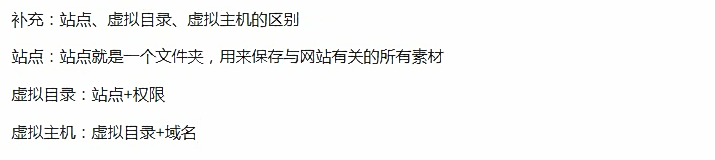 补充：站点、虚拟目录、虚拟主机的区别
站点：站点就是一个文件夹，用来保存与网站有关的所有素材
虚拟目录：站点+权限
虚拟主机：虚拟目录+域名